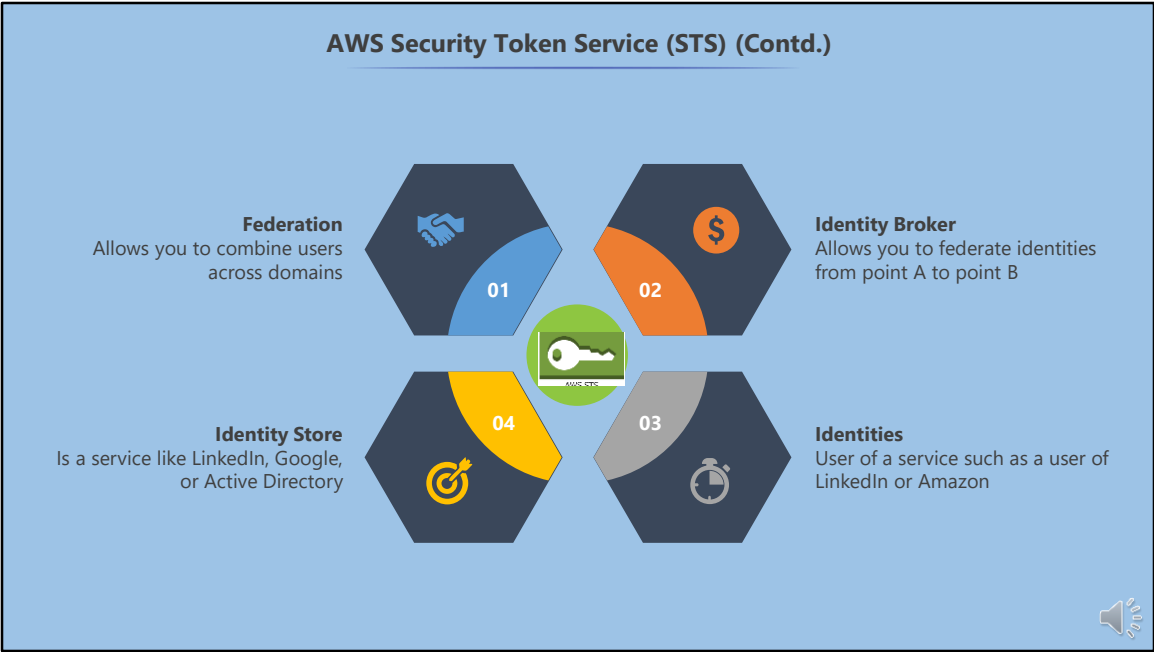 AWS Security Token Service (STS) (Contd.)
Federation
Allows you to combine users
across domains
01
$
02
Identity Broker
Allows you to federate identities
from point A to point B
AWS STS
Identity Store
Is a service like LinkedIn, Google,
or Active Directory
04
03
Identities
User of a service such as a user of
LinkedIn or Amazon